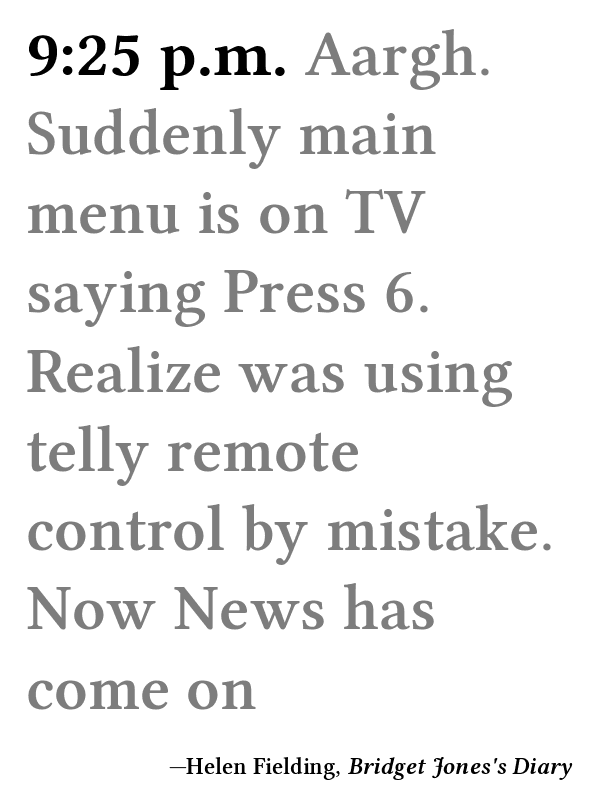 9:25 p.m. Aargh.
Suddenly main
menu is on TV
saying Press 6.
Realize was using
telly remote
control by mistake.
Now News has
come on
—Helen Fielding, Bridget Jones's Diary